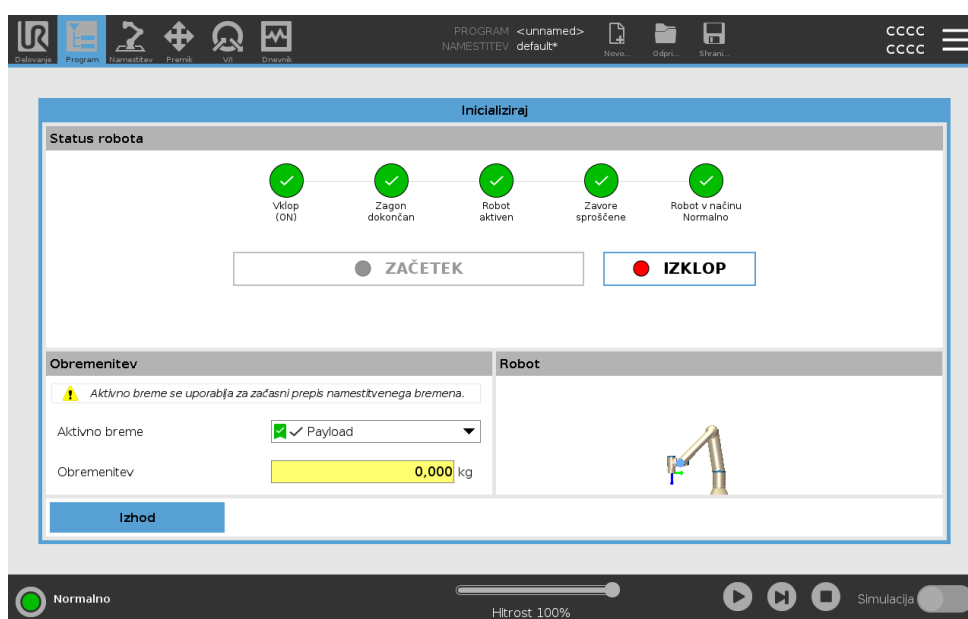 PROGRAM <unnamed>
NAMESTITEV default*
Delovanje Program Namestitev Premik V/I Dnevnik Novo... Odpri... Shrani...
cccc
cccc
Inicializiraj
Status robota
Vklop
(ON)
Zagon
dokončan
Robot
aktiven
Zavore
sproščene
Robot v načinu
Normalno
ZAČETEK
IZKLOP
Obremenitev
Robot
Aktivno breme se uporablja za začasni prepis namestitvenega bremena.
Aktivno breme
Payload
Obremenitev
0,000 kg
Izhod
Normalno
Hitrost 100%
Simulacija